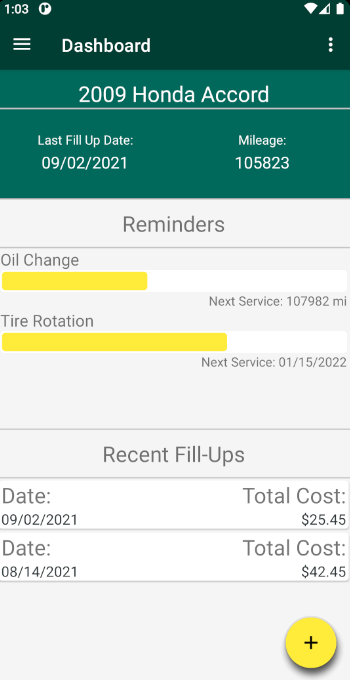 1:03
Dashboard
2009 Honda Accord
Last Fill Up Date: Mileage:
09/02/2021 105823
Reminders
Oil Change
Next Service: 107982 mi
Tire Rotation
Next Service: 01/15/2022
Recent Fill-Ups
Date: Total Cost:
09/02/2021 $25.45
Date: Total Cost:
08/14/2021 $42.45
+